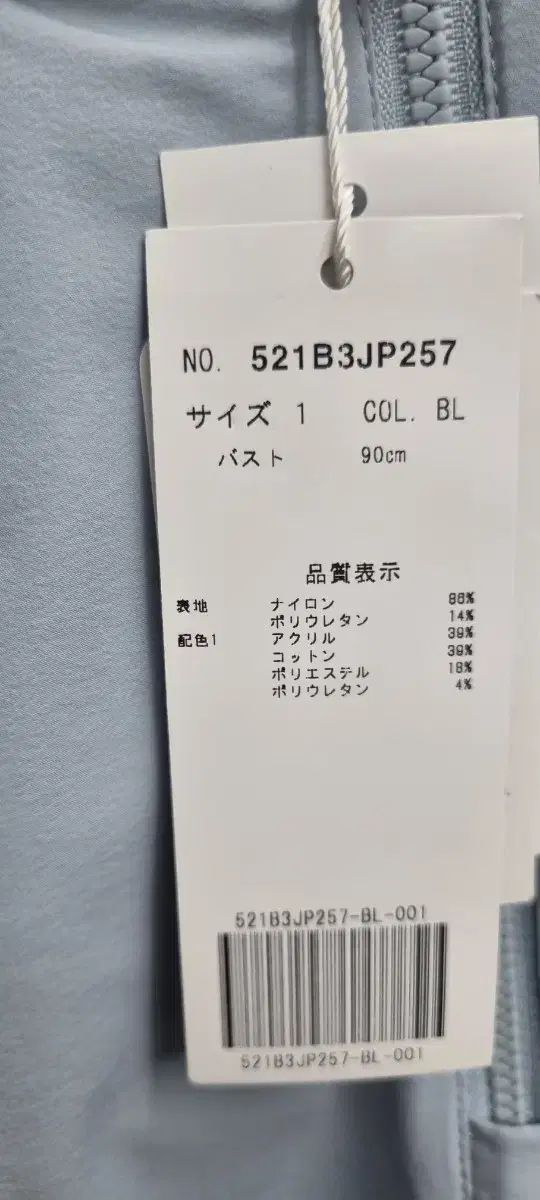 NO. 521B3JP257
サイズ 1 COL. BL
バスト 90cm
品質表示
表地 ナイロン 86%
ポリウレタン 14%
配色1 アクリル 39%
コットン 39%
ポリエステル 18%
ポリウレタン 4%
521B3JP257-BL-001
521B3JP257-BL-001